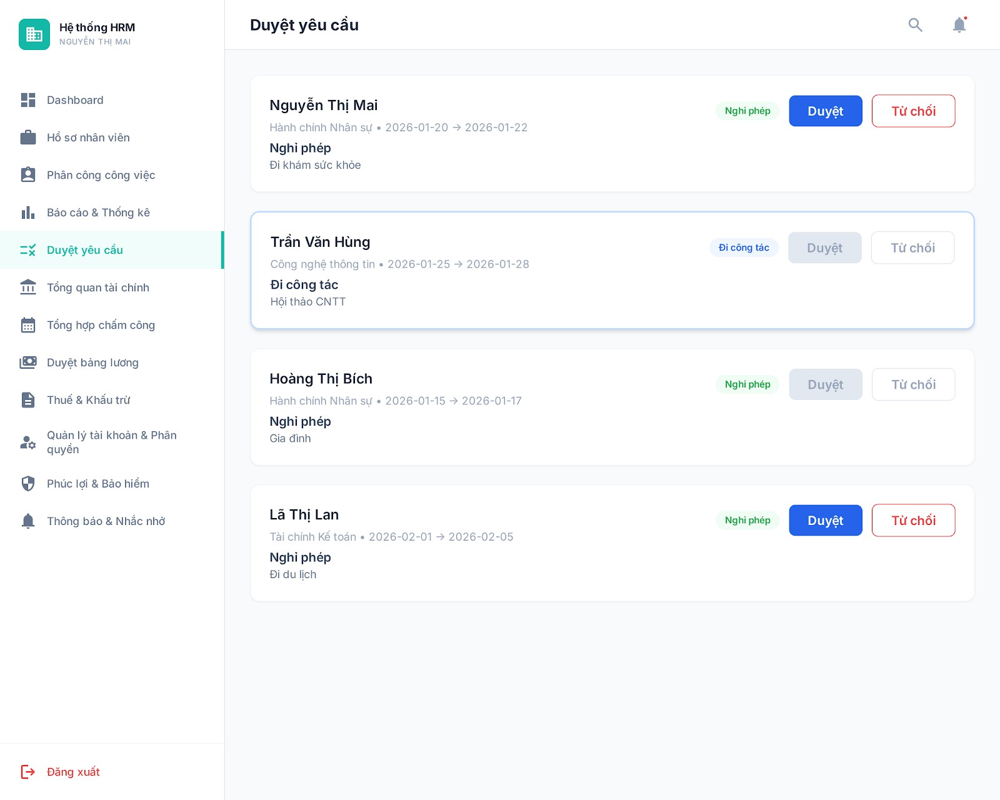 Hệ thống HRM
NGUYỄN THỊ MAI
Dashboard
Hồ sơ nhân viên
Phân công công việc
Báo cáo & Thống kê
Duyệt yêu cầu
Tổng quan tài chính
Tổng hợp chấm công
Duyệt bảng lương
Thuế & Khấu trừ
Quản lý tài khoản & Phân
quyền
Phúc lợi & Bảo hiểm
Thông báo & Nhắc nhở
Đăng xuất
Duyệt yêu cầu
Nguyễn Thị Mai
Hành chính Nhân sự • 2026-01-20 → 2026-01-22
Nghỉ phép
Đi khám sức khỏe
Nghỉ phép
Duyệt
Từ chối
Trần Văn Hùng
Công nghệ thông tin • 2026-01-25 → 2026-01-28
Đi công tác
Hội thảo CNTT
Đi công tác
Duyệt
Từ chối
Hoàng Thị Bích
Hành chính Nhân sự • 2026-01-15 → 2026-01-17
Nghỉ phép
Gia đình
Nghỉ phép
Duyệt
Từ chối
Lã Thị Lan
Tài chính Kế toán • 2026-02-01 → 2026-02-05
Nghỉ phép
Đi du lịch
Nghỉ phép
Duyệt
Từ chối